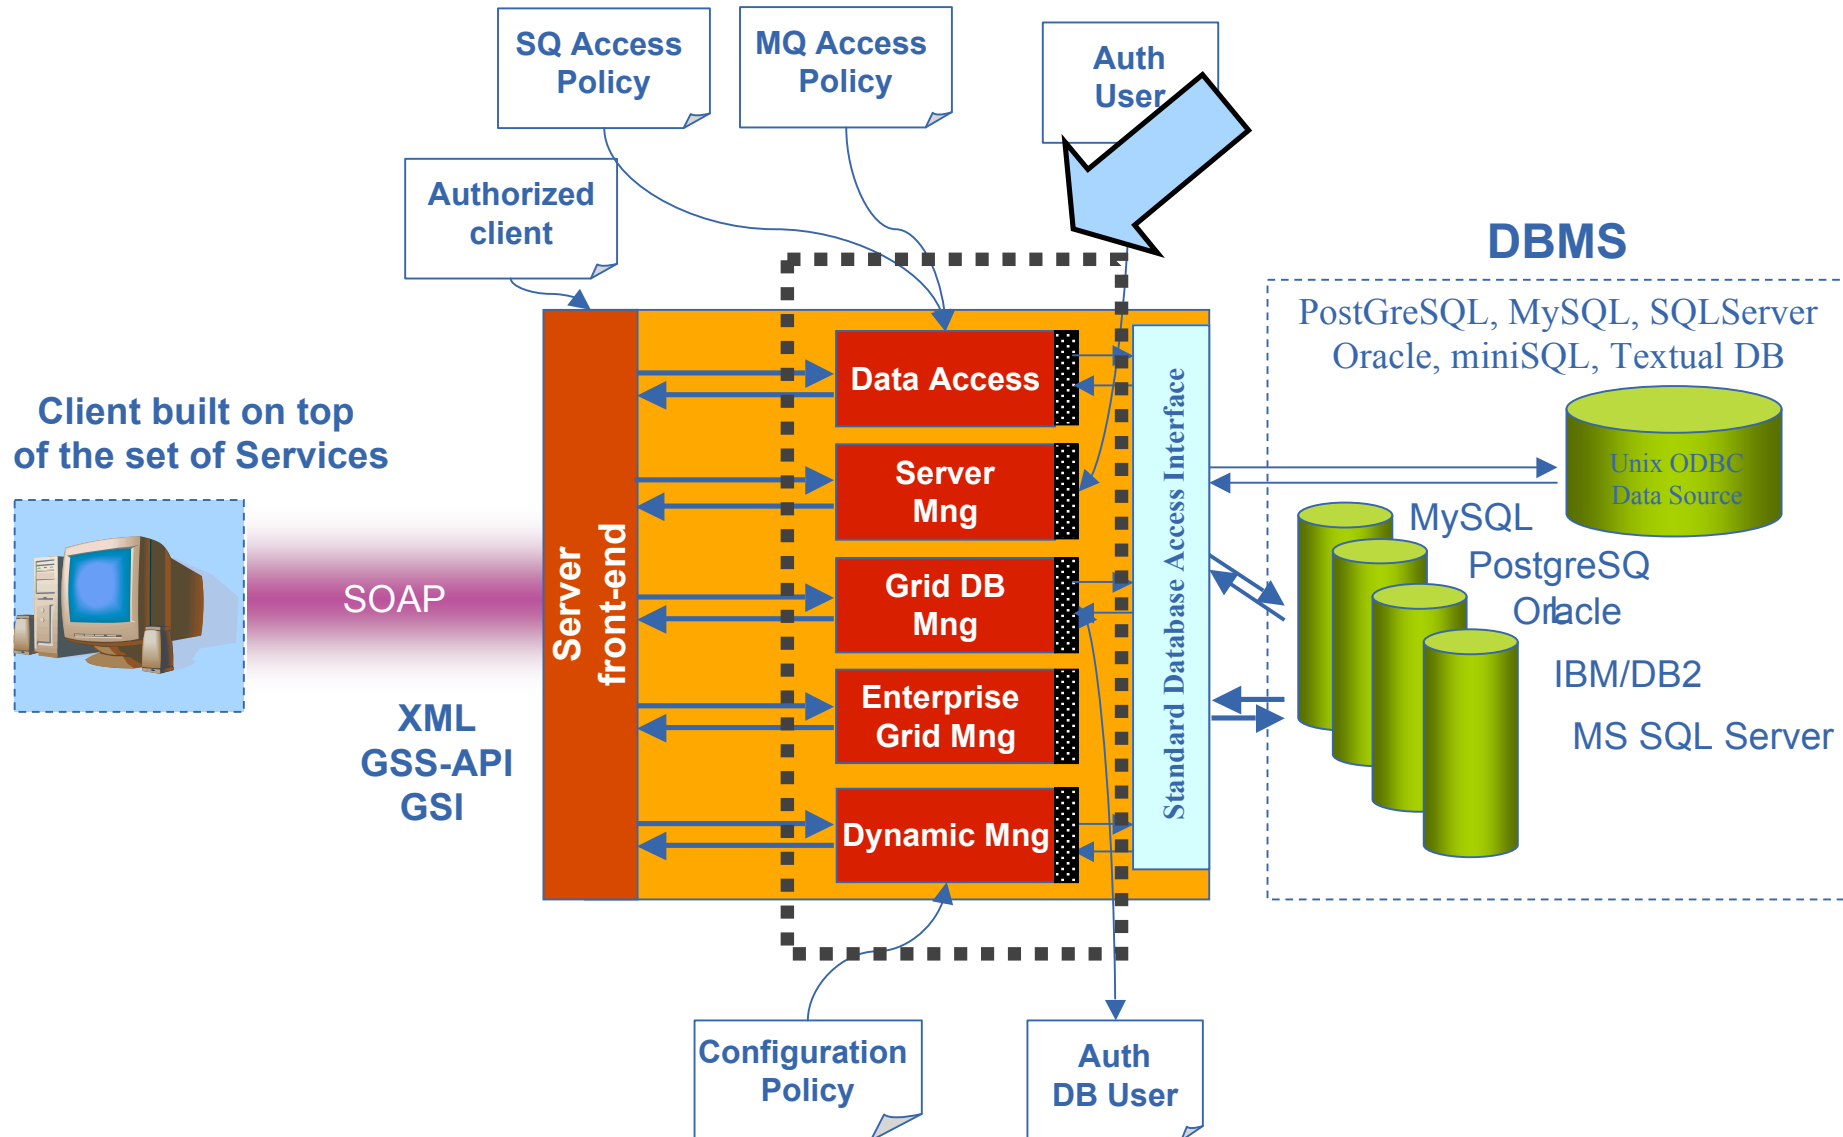 SQ Access
Policy
MQ Access
Policy
Auth
User
Authorized
client
DBMS
PostGreSQL, MySQL, SQLServer
Oracle, miniSQL, Textual DB
Client built on top
of the set of Services
SOAP
XML
GSS-API
GSI
Server
front-end
Data Access
Server
Mng
Grid DB
Mng
Enterprise
Grid Mng
Dynamic Mng
Standard Database Access Interface
Unix ODBC
Data Source
MySQL
PostgreSQ
L
Oracle
IBM/DB2
MS SQL Server
Configuration
Policy
Auth
DB User